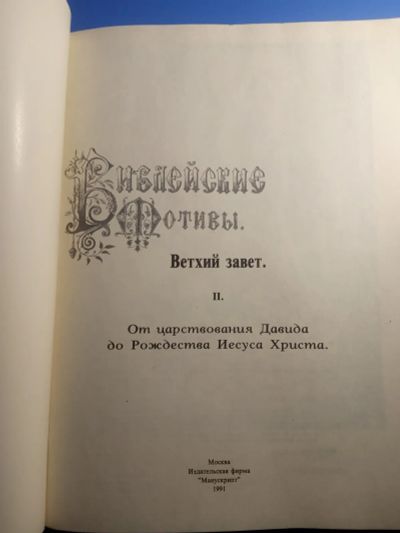 Библейские
Мотивы.
Ветхий завет.
II.
От царствования Давида
до Рождества Иесуса Христа.
Москва
Издательская фирма
"Манускрипт"
1991